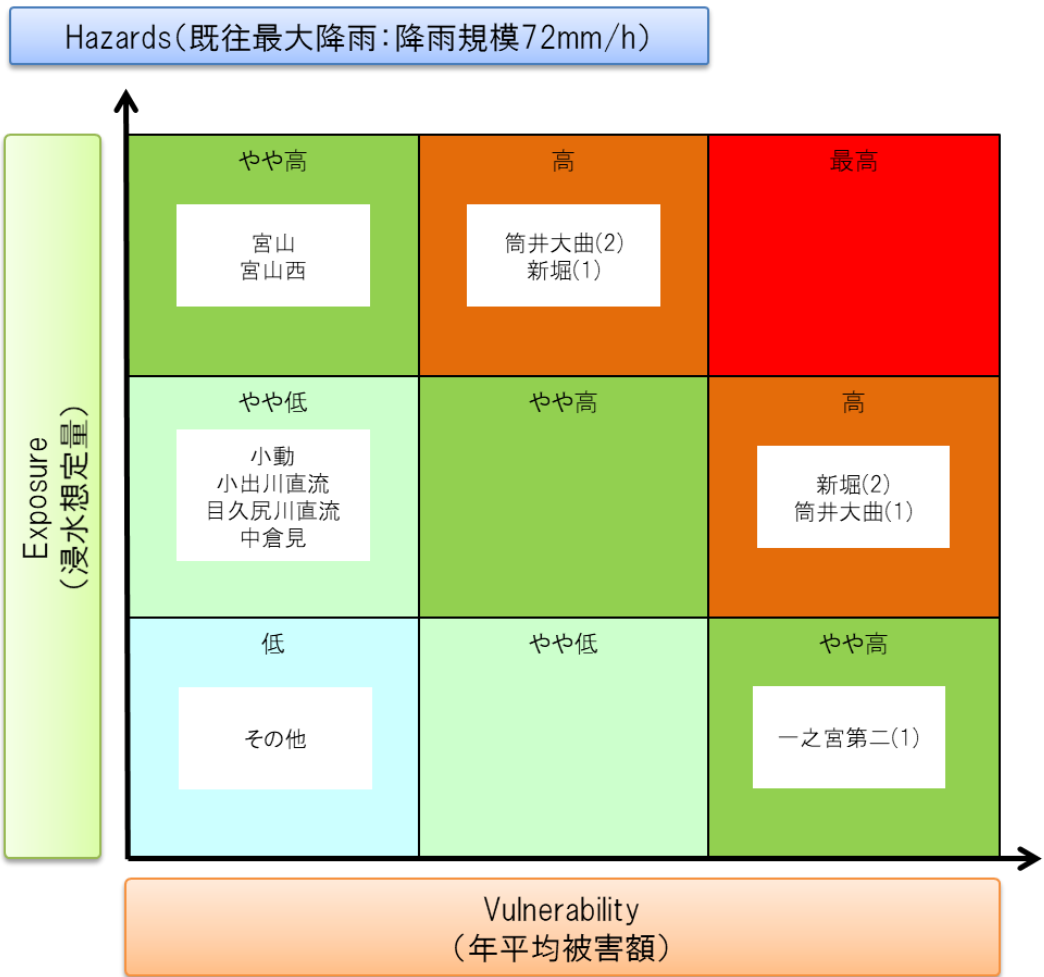 Hazards(既往最大降雨:降雨規模72mm/h)
Exposure
(浸水想定量)
やや高
宮山
宮山西
高
筒井大曲(2)
新堀(1)
最高
やや低
小動
小出川直流
目久尻川直流
中倉見
やや高
高
新堀(2)
筒井大曲(1)
低
その他
やや低
やや高
一之宮第二(1)
Vulnerability
(年平均被害額)